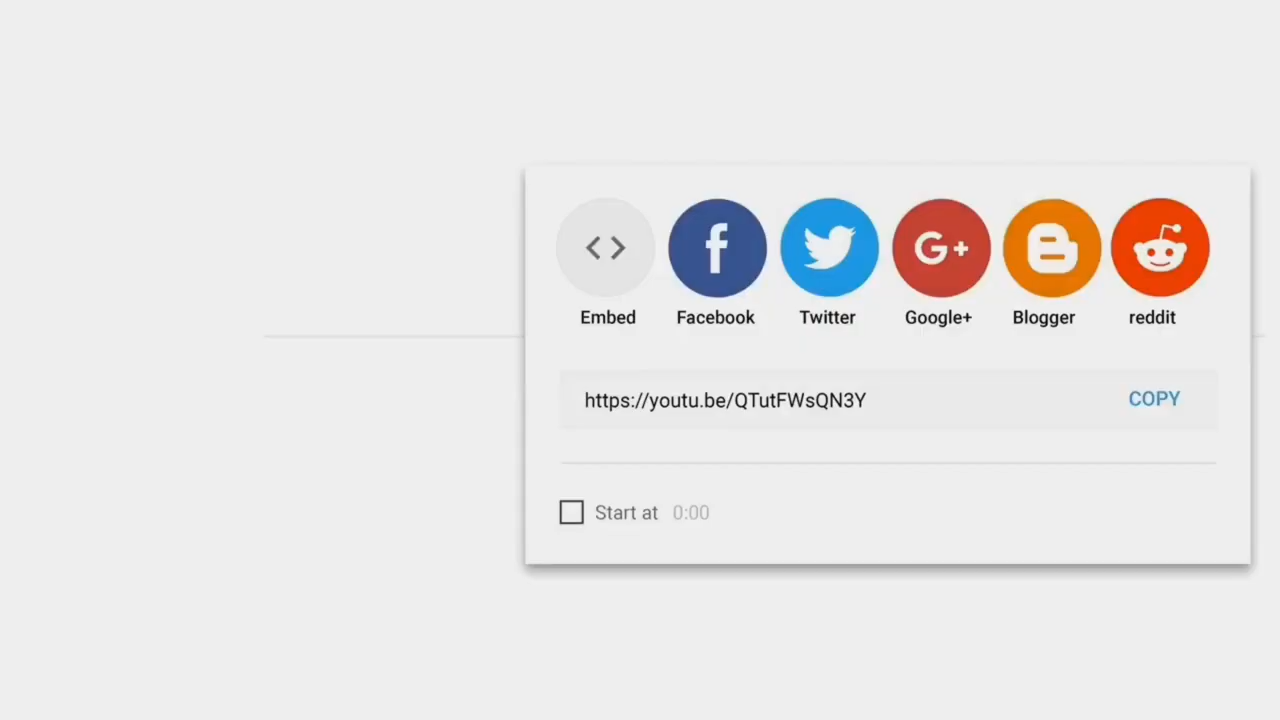 Embed Facebook Twitter Google+ Blogger reddit
https://youtu.be/QTutFWsQN3Y COPY
Start at 0:00